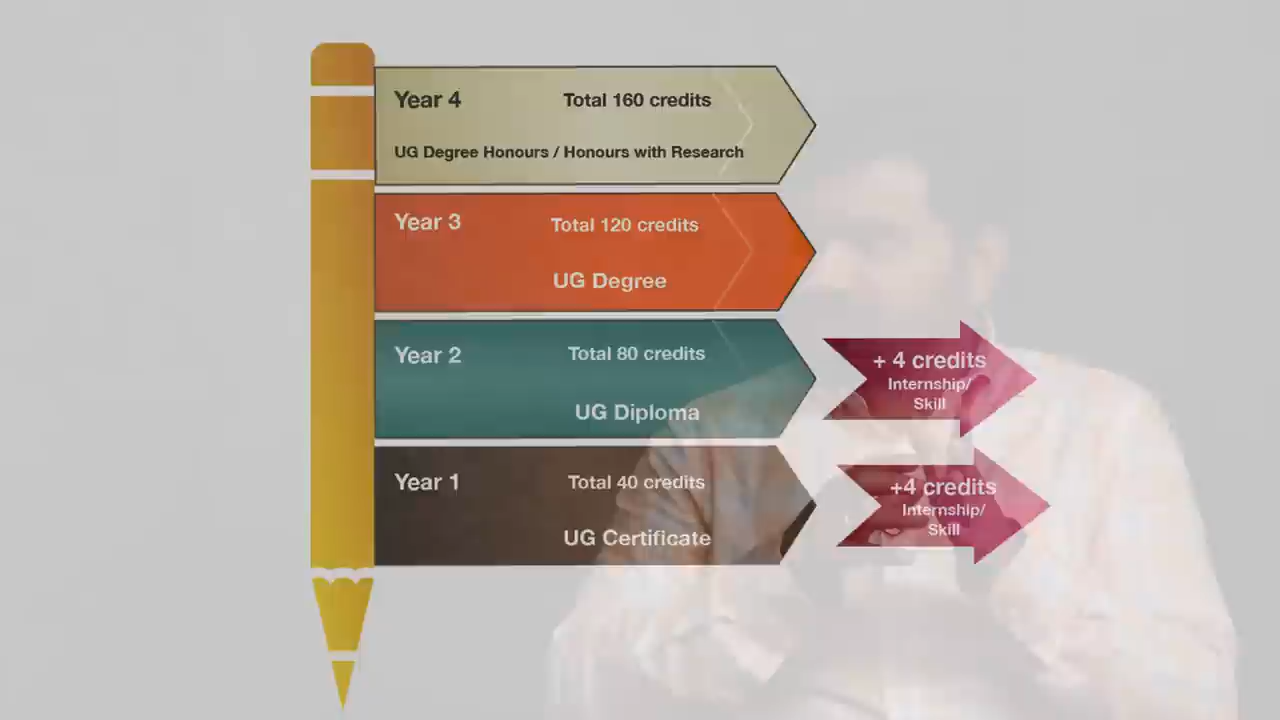 Year 4 Total 160 credits
UG Degree Honours / Honours with Research
Year 3 Total 120 credits
UG Degree
Year 2 Total 80 credits
UG Diploma
+ 4 credits
Internship/
Skill
Year 1 Total 40 credits
UG Certificate
+4 credits
Internship/
Skill